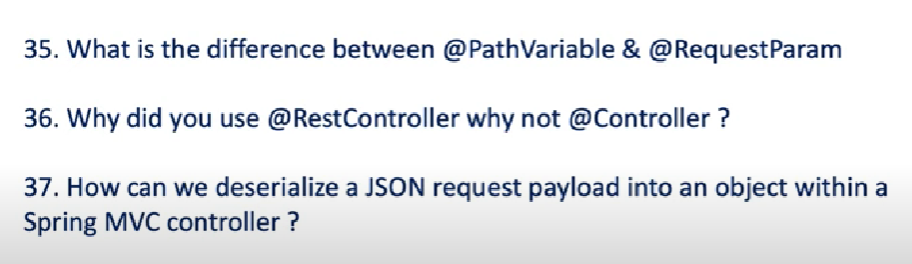 35. What is the difference between @PathVariable & @RequestParam
36. Why did you use @RestController why not @Controller ?
37. How can we deserialize a JSON request payload into an object within a
Spring MVC controller ?